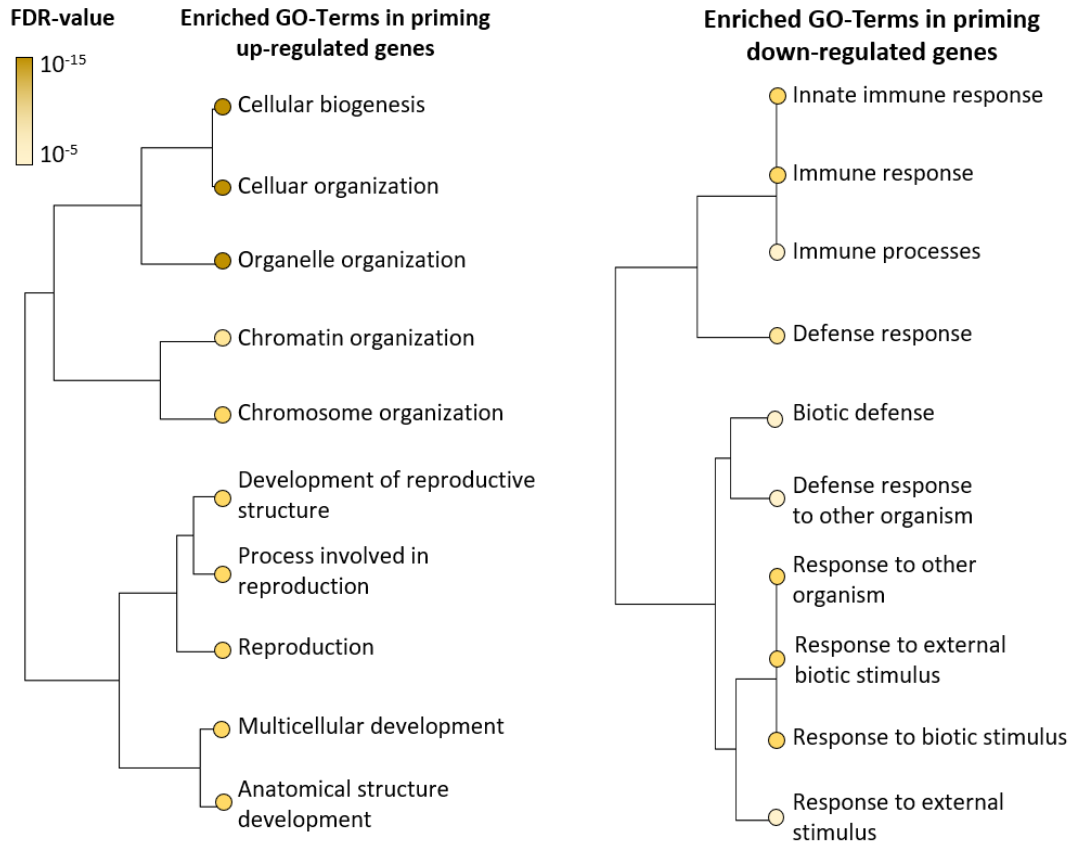 FDR-value
10-15
10-5
Enriched GO-Terms in priming
up-regulated genes
Cellular biogenesis
Celluar organization
Organelle organization
Chromatin organization
Chromosome organization
Development of reproductive
structure
Process involved in
reproduction
Reproduction
Multicellular development
Anatomical structure
development
Enriched GO-Terms in priming
down-regulated genes
Innate immune response
Immune response
Immune processes
Defense response
Biotic defense
Defense response
to other organism
Response to other
organism
Response to external
biotic stimulus
Response to biotic stimulus
Response to external
stimulus